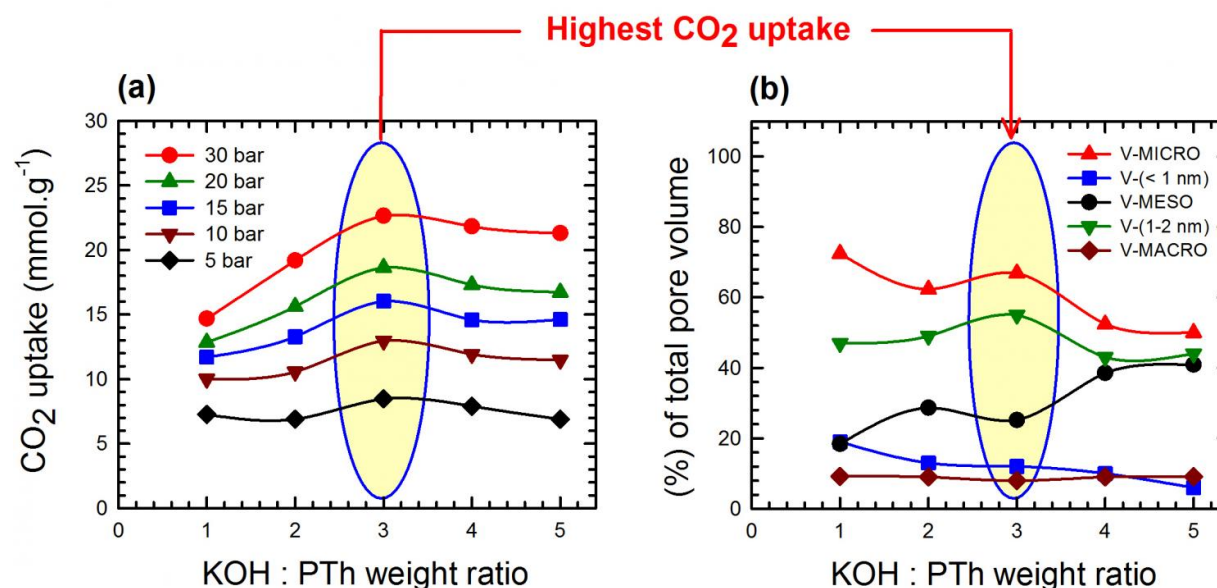 Highest CO2 uptake
(a)
CO2 uptake (mmol.g-1)
30
25
20
15
10
5
0
30 bar
20 bar
15 bar
10 bar
5 bar
0 1 2 3 4 5
KOH : PTh weight ratio
(b)
(%) of total pore volume
100
80
60
40
20
0
V-MICRO
V-(< 1 nm)
V-MESO
V-(1-2 nm)
V-MACRO
0 1 2 3 4 5
KOH : PTh weight ratio